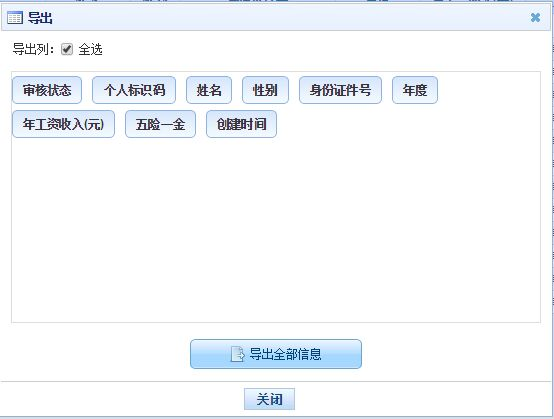 导出
导出列： 全选
审核状态 个人标识码 姓名 性别 身份证件号 年度
年工资收入(元) 五险一金 创建时间
导出全部信息
关闭